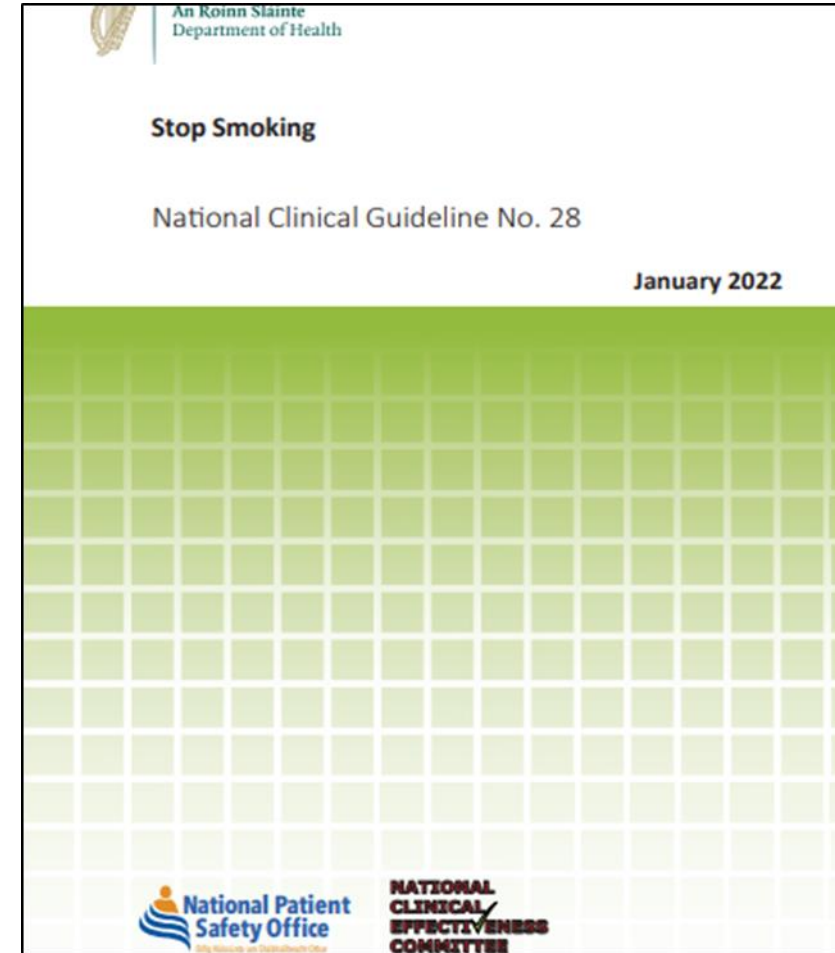 An Roinn Sláinte
Department of Health
Stop Smoking
National Clinical Guideline No. 28
January 2022
National Patient
Safety Office
NATIONAL
CLINICAL
EFFECTIVENESS
COMMITTEE